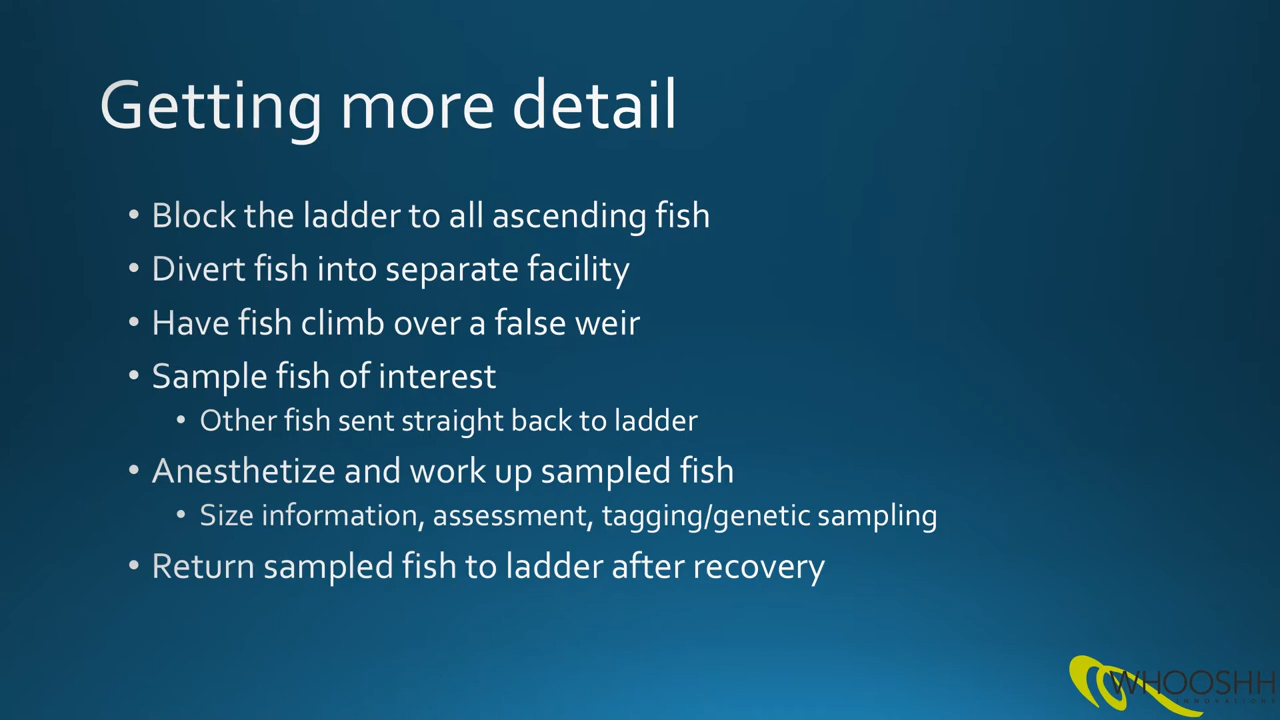 Getting more detail
• Block the ladder to all ascending fish
• Divert fish into separate facility
• Have fish climb over a false weir
• Sample fish of interest
• Other fish sent straight back to ladder
• Anesthetize and work up sampled fish
• Size information, assessment, tagging/genetic sampling
• Return sampled fish to ladder after recovery
WHOOSHH
INNOVATIONS